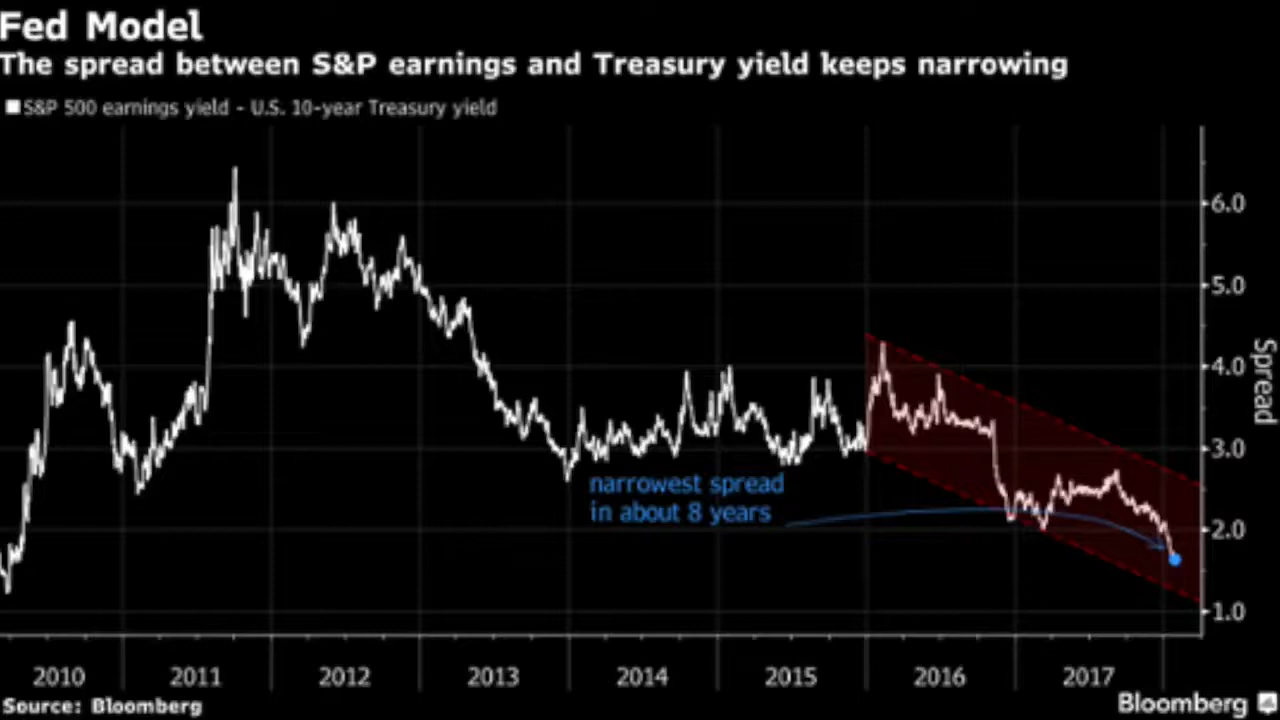 Fed Model
The spread between S&P earnings and Treasury yield keeps narrowing
S&P 500 earnings yield - U.S. 10-year Treasury yield
6.0
5.0
4.0
3.0
2.0
1.0
Spread
narrowest spread
in about 8 years
2010 2011 2012 2013 2014 2015 2016 2017
Source: Bloomberg
Bloomberg